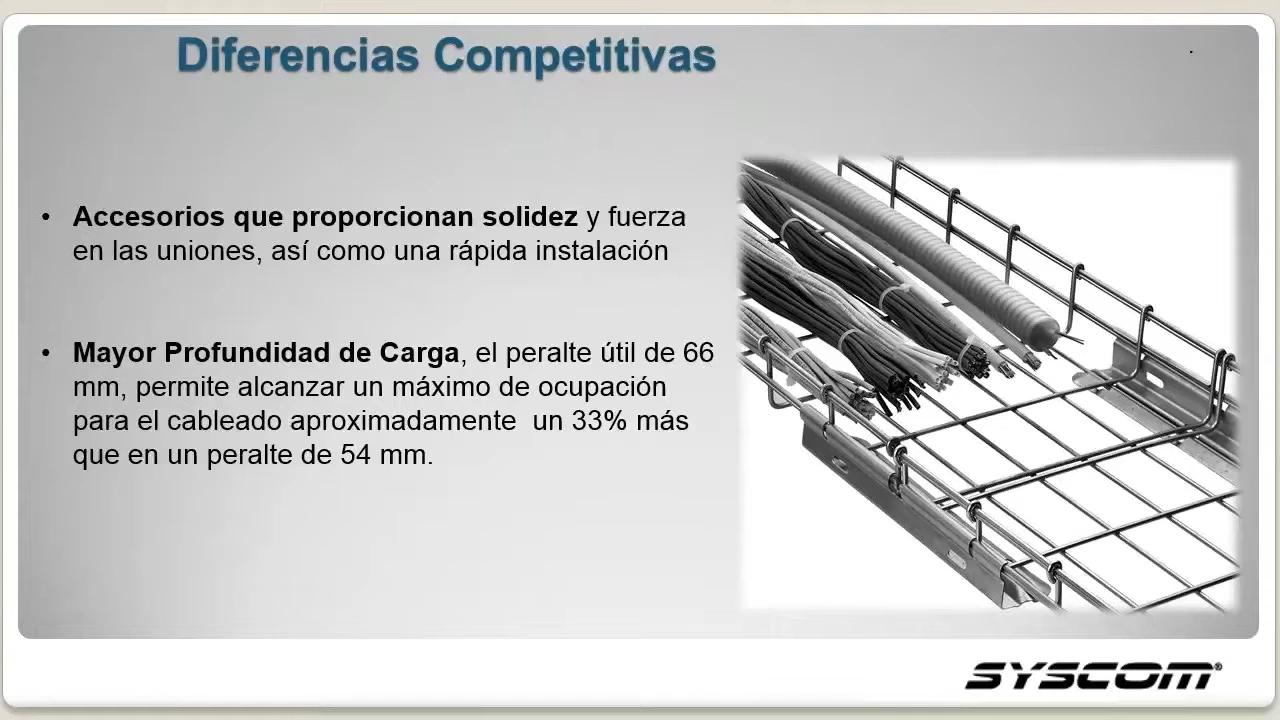 Diferencias Competitivas
• Accesorios que proporcionan solidez y fuerza
en las uniones, así como una rápida instalación
• Mayor Profundidad de Carga, el peralte útil de 66
mm, permite alcanzar un máximo de ocupación
para el cableado aproximadamente  un 33% más
que en un peralte de 54 mm.
SYSCOM®